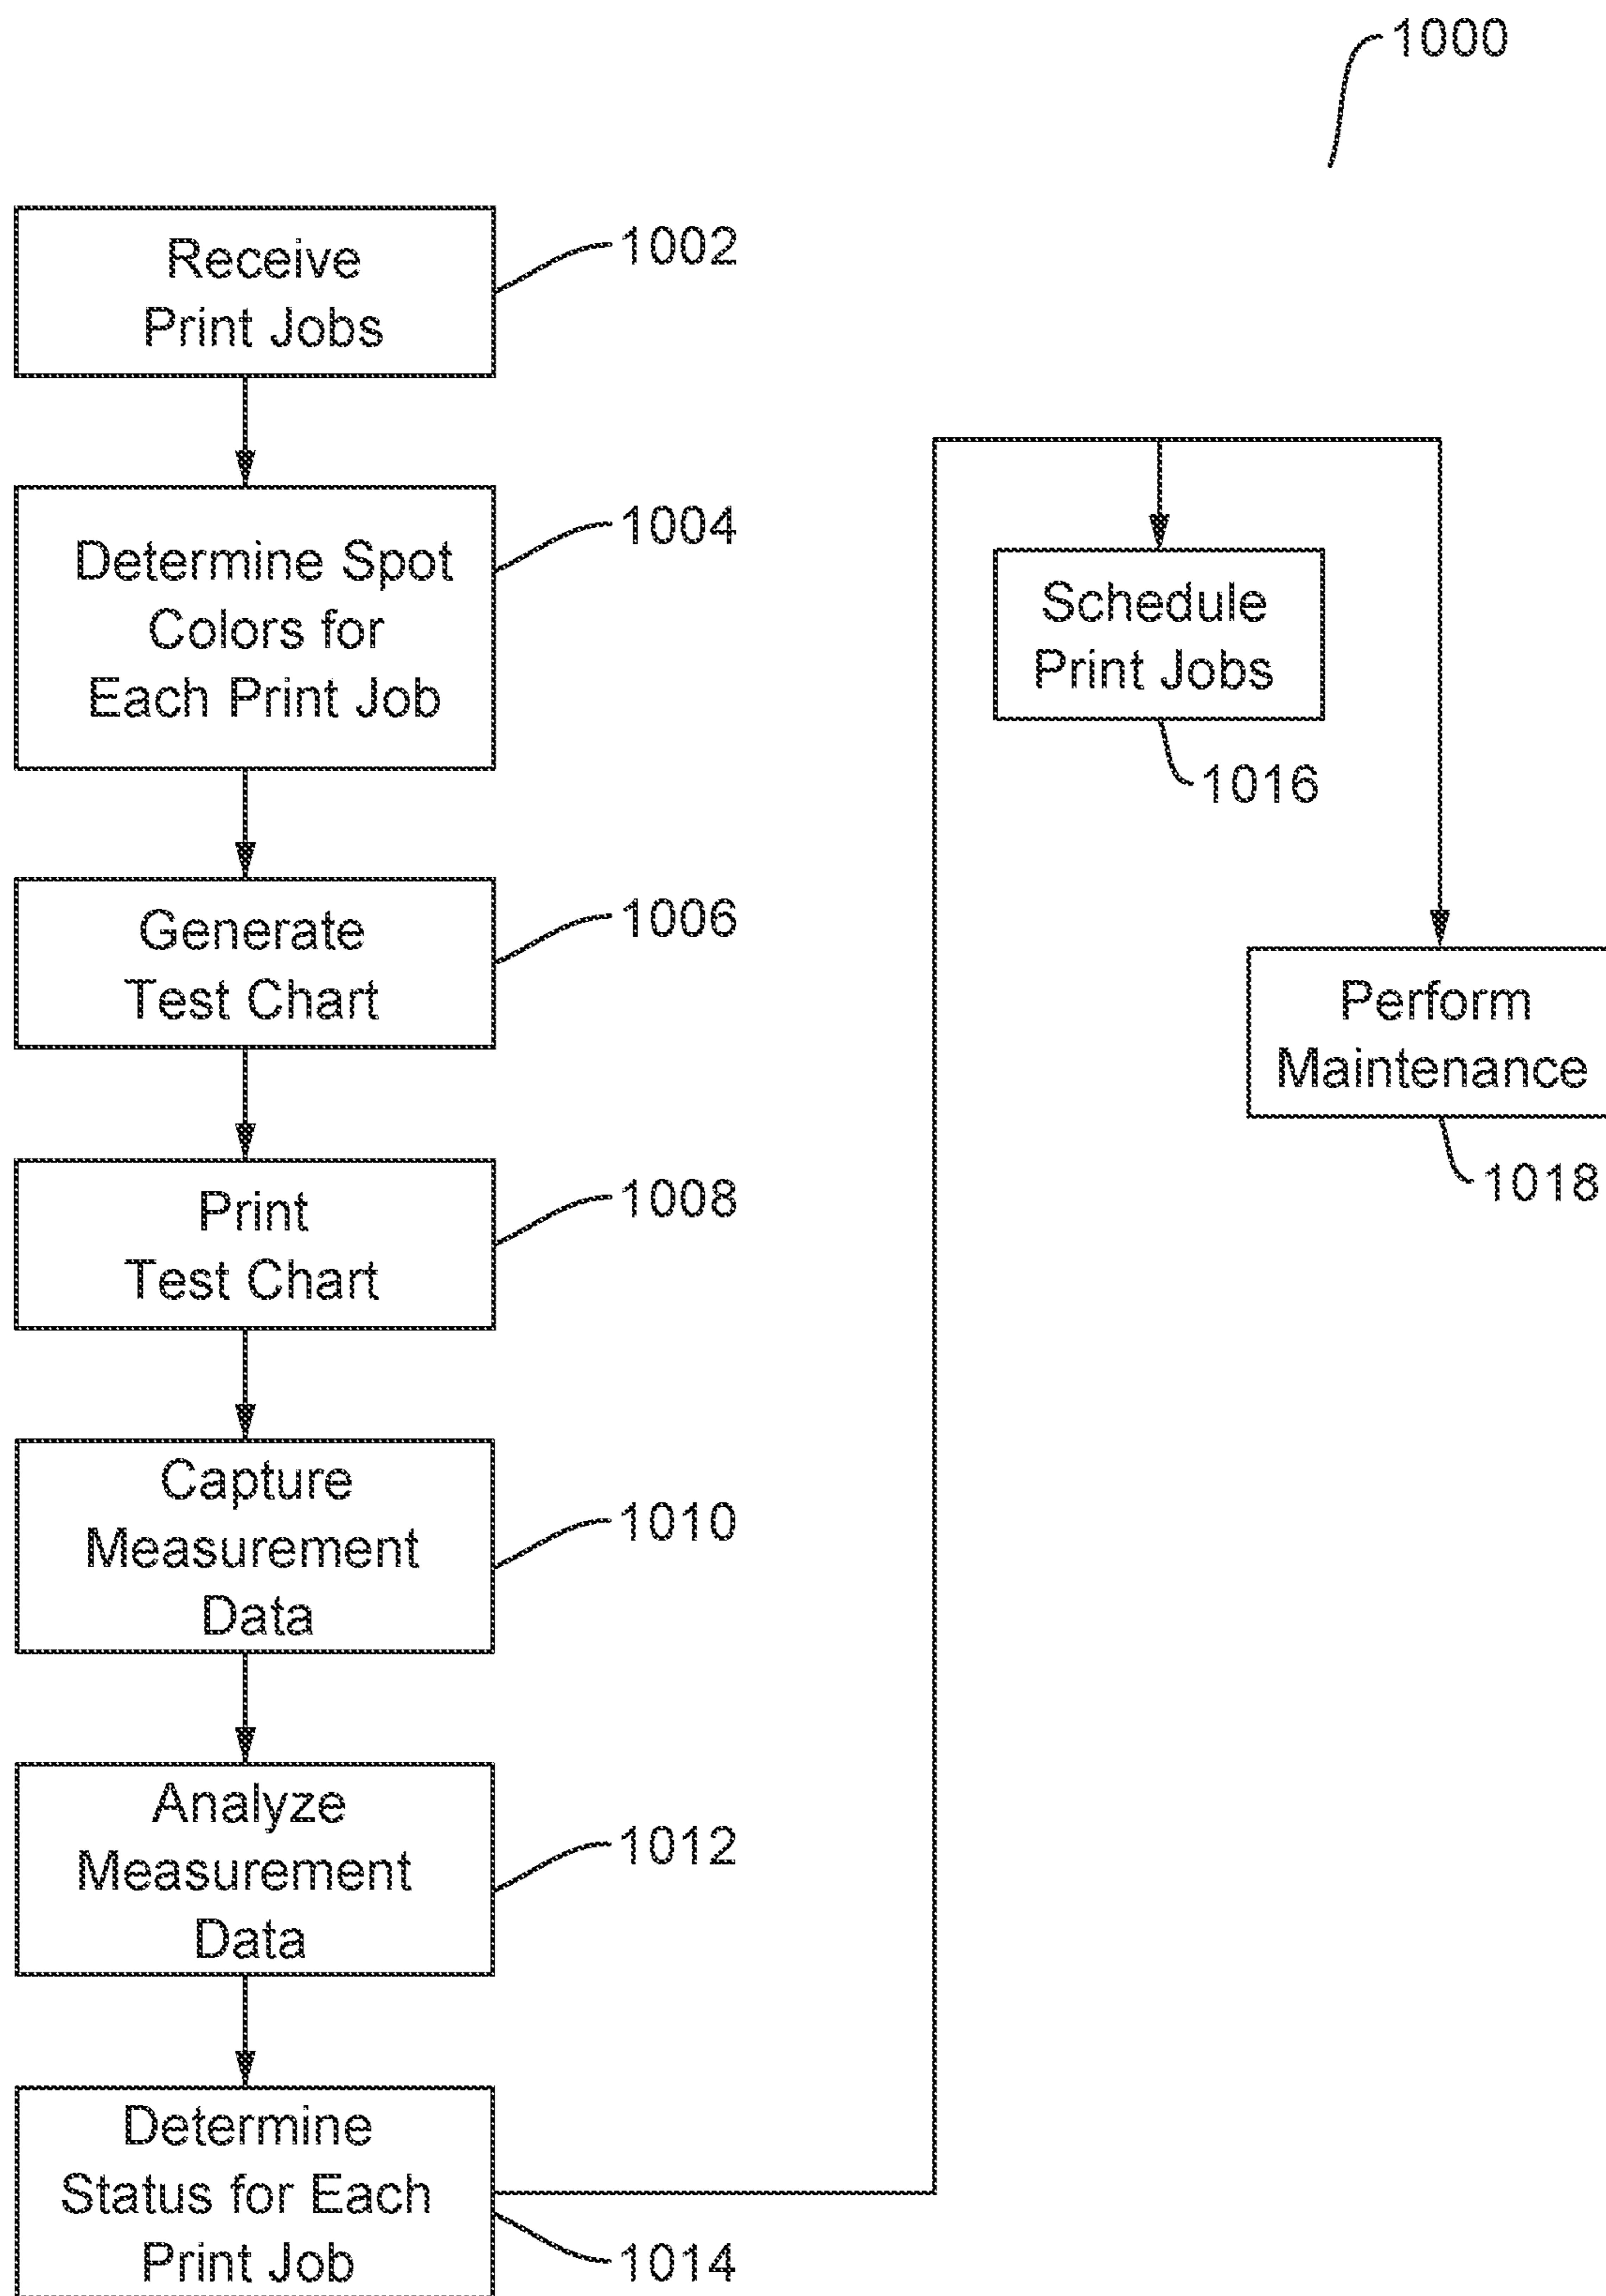 1000
Receive
Print Jobs
1002
Determine Spot
Colors for
Each Print Job
1004
Generate
Test Chart
1006
Print
Test Chart
1008
Capture
Measurement
Data
1010
Analyze
Measurement
Data
1012
Determine
Status for Each
Print Job
1014
Schedule
Print Jobs
1016
Perform
Maintenance
1018